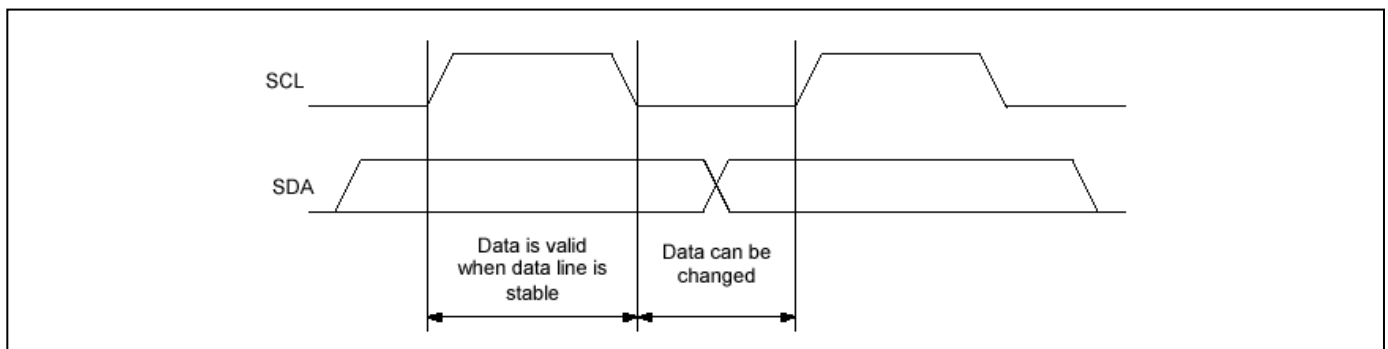 SCL
SDA
Data is valid
when data line is
stable
Data can be
changed